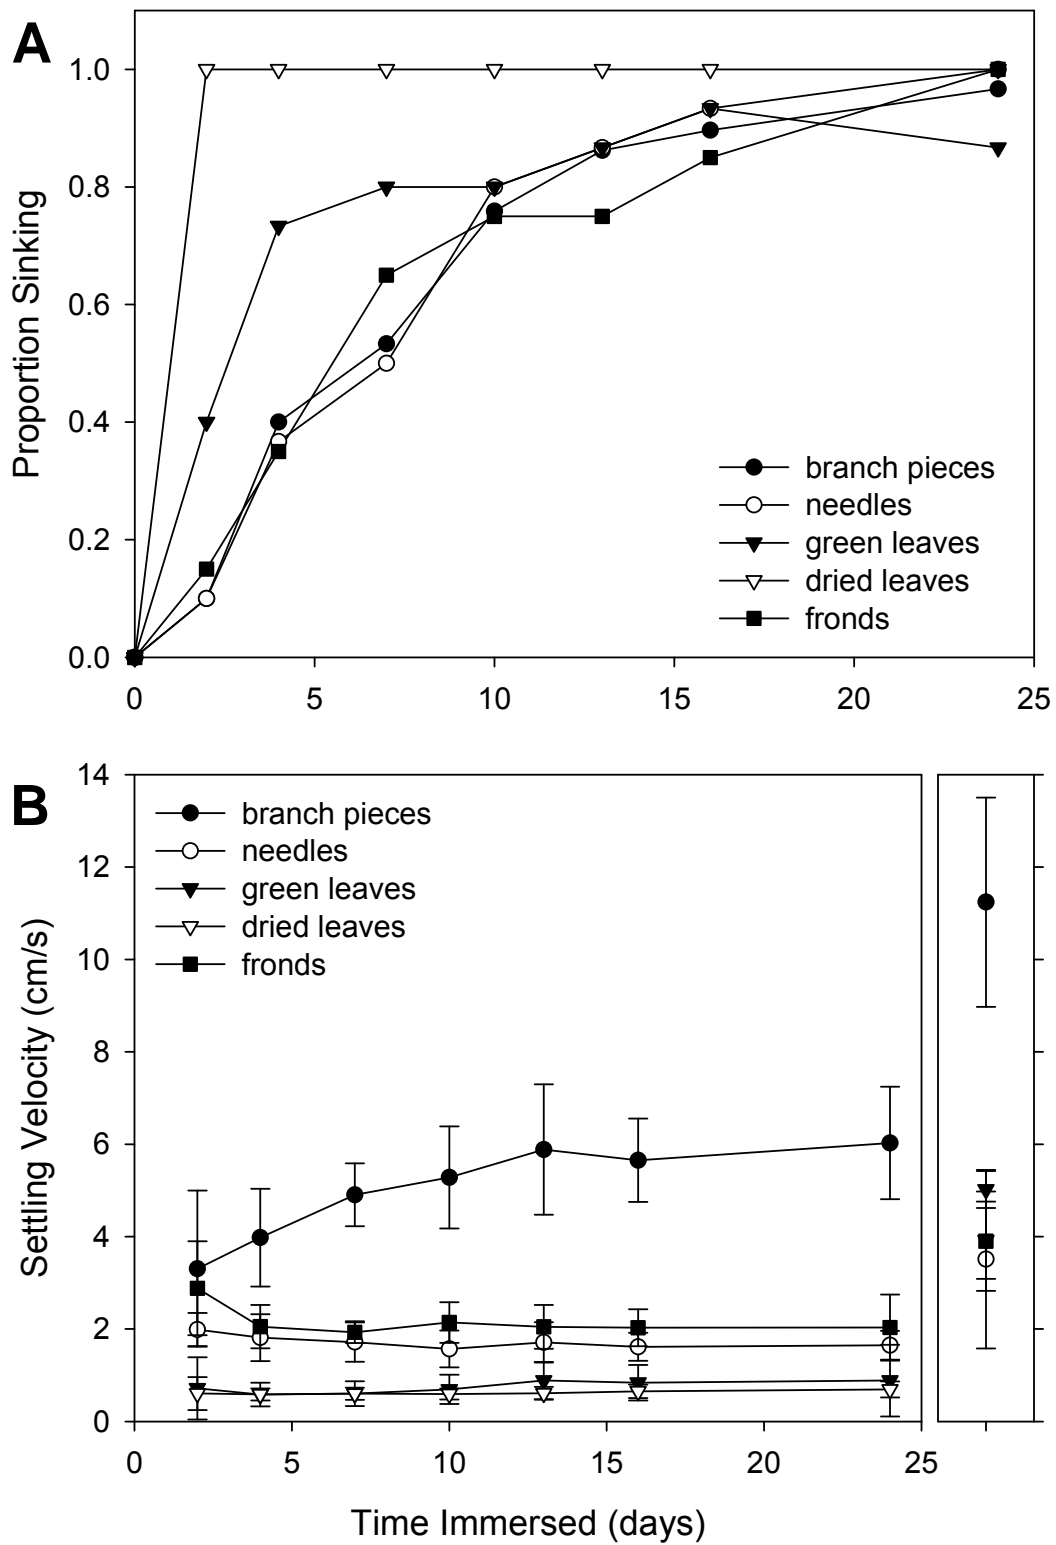 A
Proportion Sinking
1.0
0.8
0.6
0.4
0.2
0.0
branch pieces
needles
green leaves
dried leaves
fronds
0 5 10 15 20 25
B
Settling Velocity (cm/s)
14
12
10
8
6
4
2
0
branch pieces
needles
green leaves
dried leaves
fronds
0 5 10 15 20 25
Time Immersed (days)